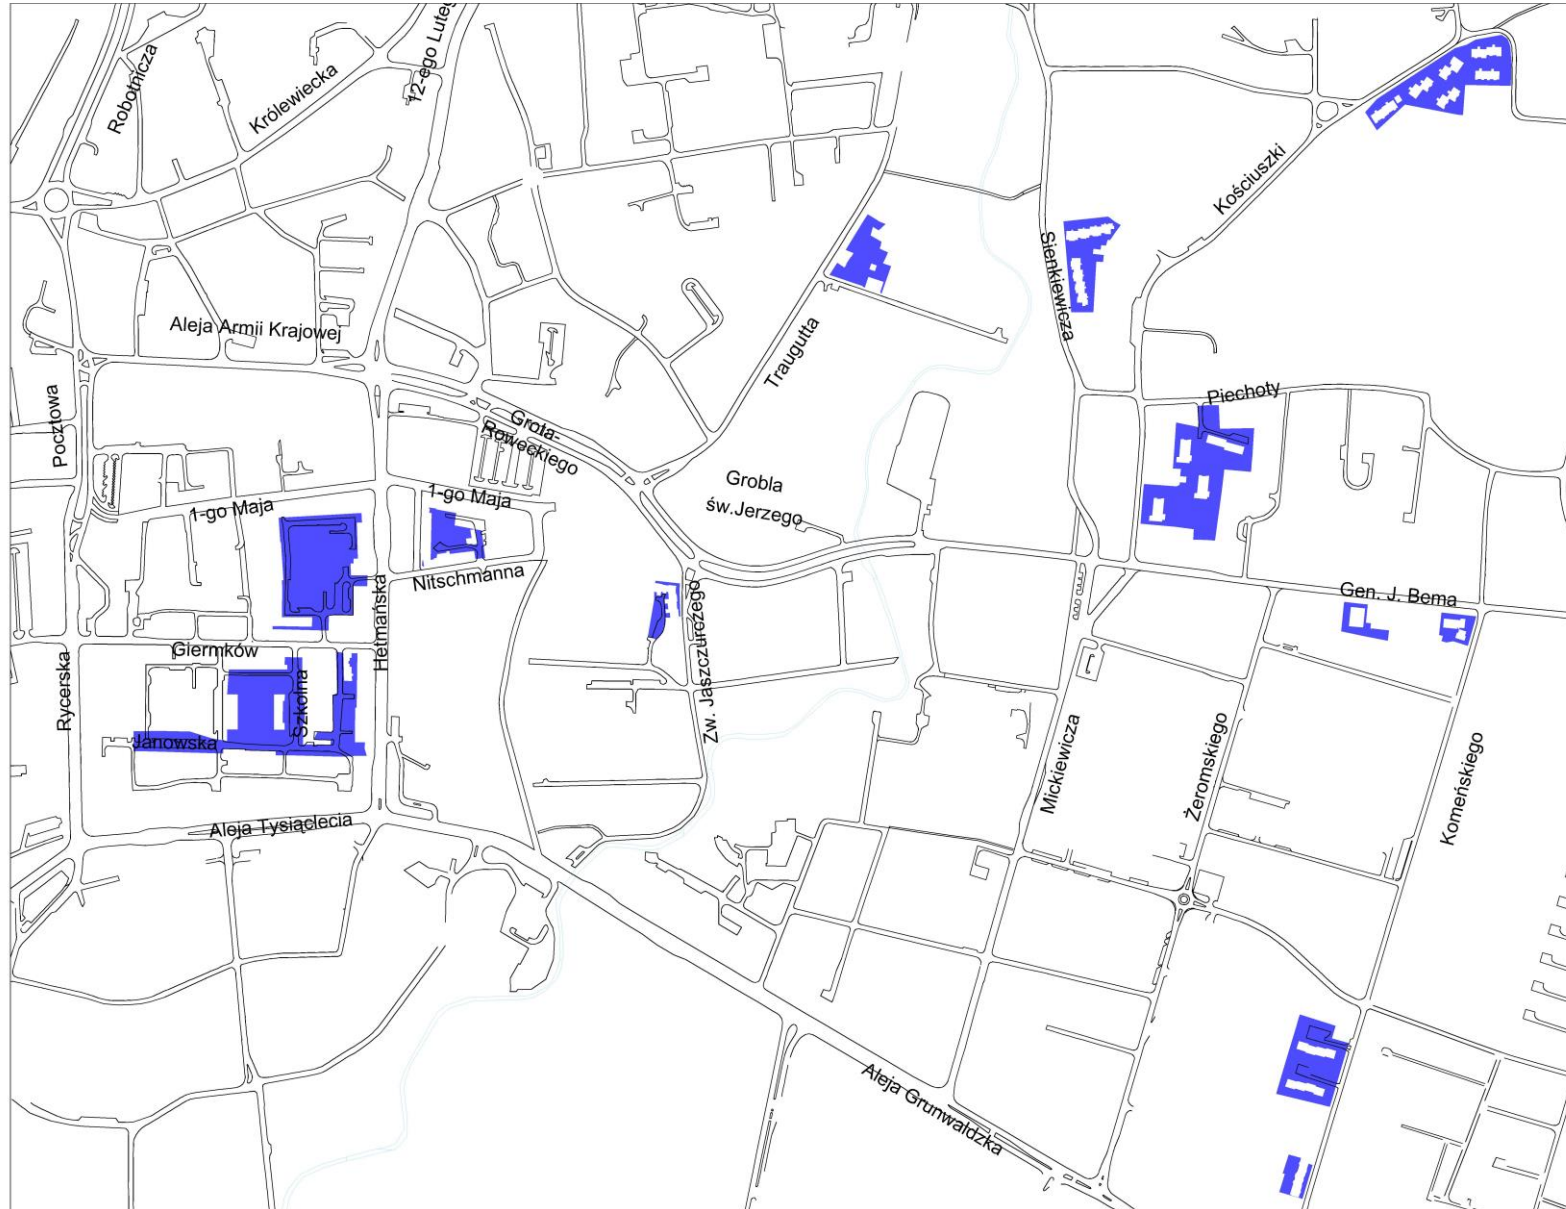 12-ego Luteg
Robotnicza
Królewiecka
Kościuszki
Sienkiewicza
Aleja Armii Krajowej
Traugutta
Pocztowa
Piechoty
Grota-
Roweckiego
Grobla
św.Jerzego
1-go Maja
1-go Maja
Nitschmanna
Gen. J. Bema
Hetmańska
Giermków
Zw. Jaszczurczego
Rycerska
Szkolna
Janowska
Mickiewicza
Żeromskiego
Komeńskiego
Aleja Tysiąclecia
Aleja Grunwaldzka